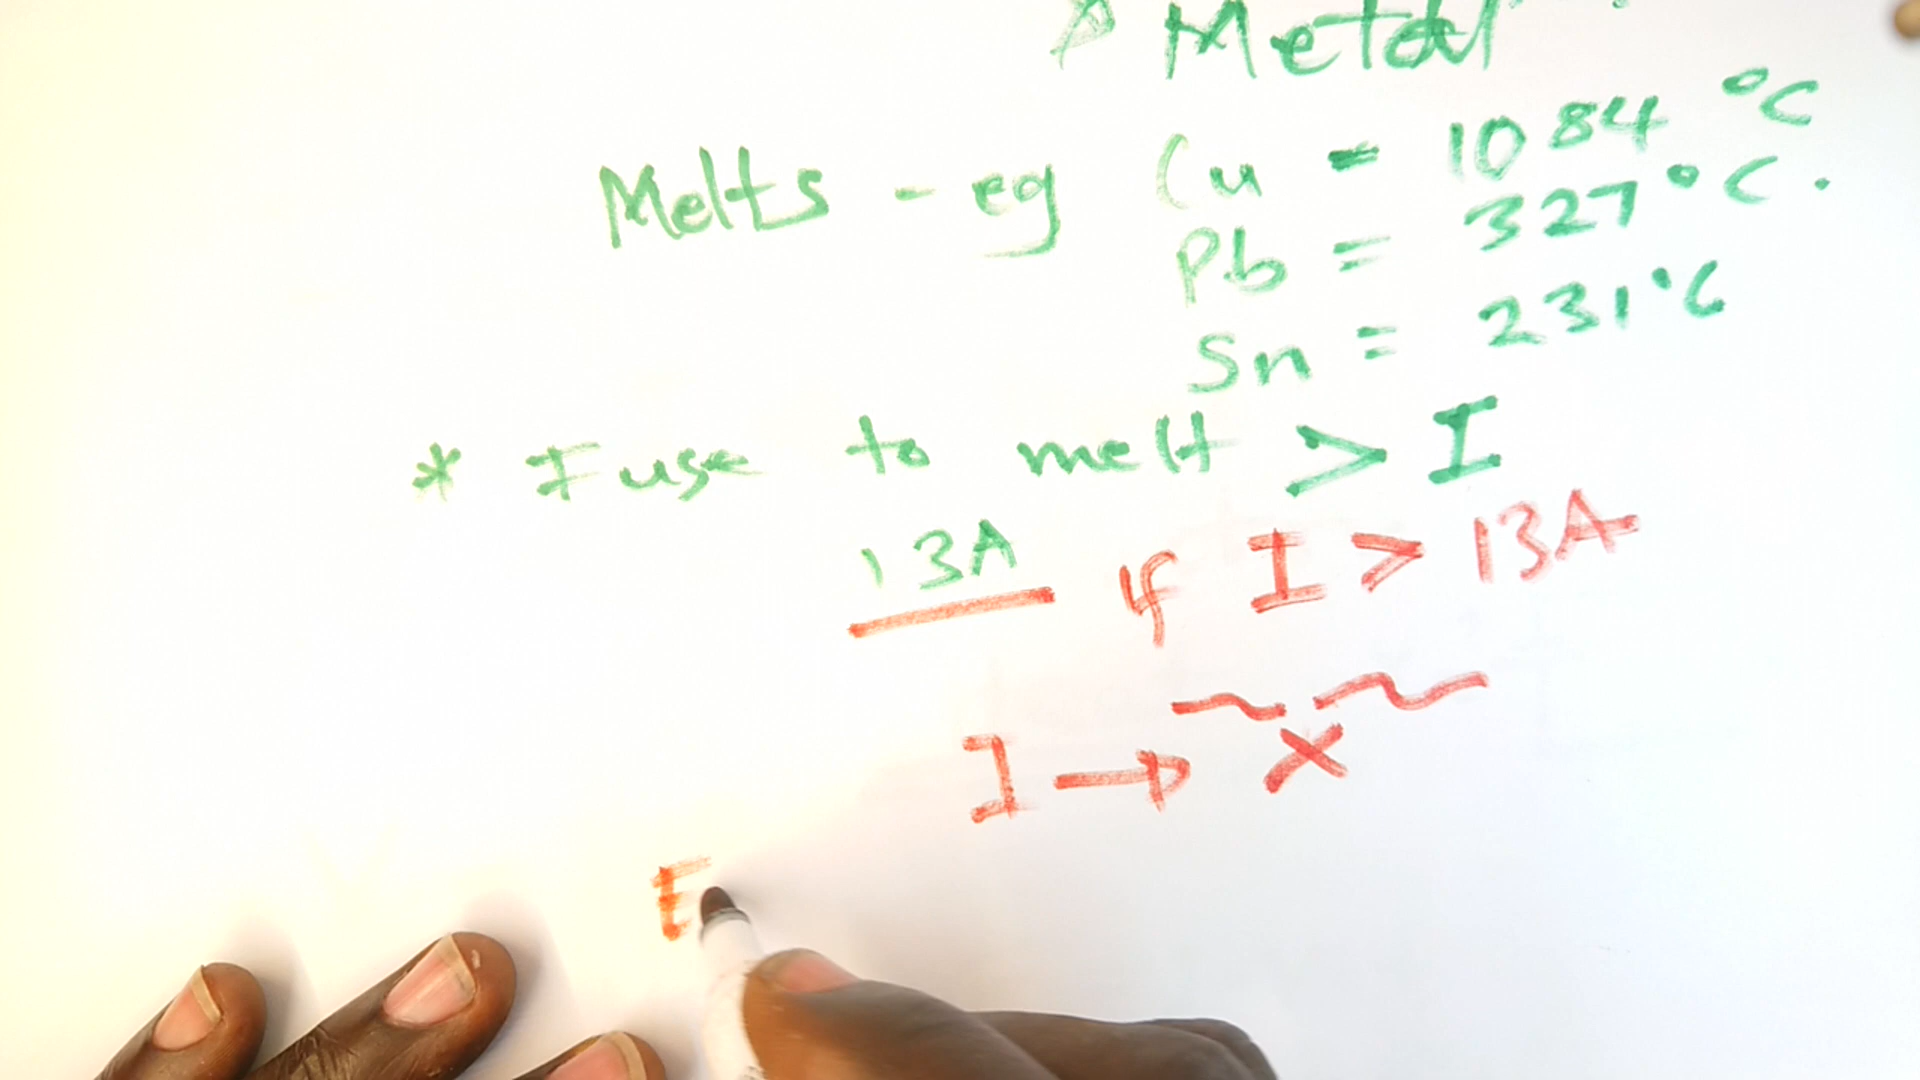 Metal
Melts - eg Cu = 1084 °C
Pb = 327°C.
Sn = 231°C
* Fuse to melt > I
13A if I > 13A
I → X
E